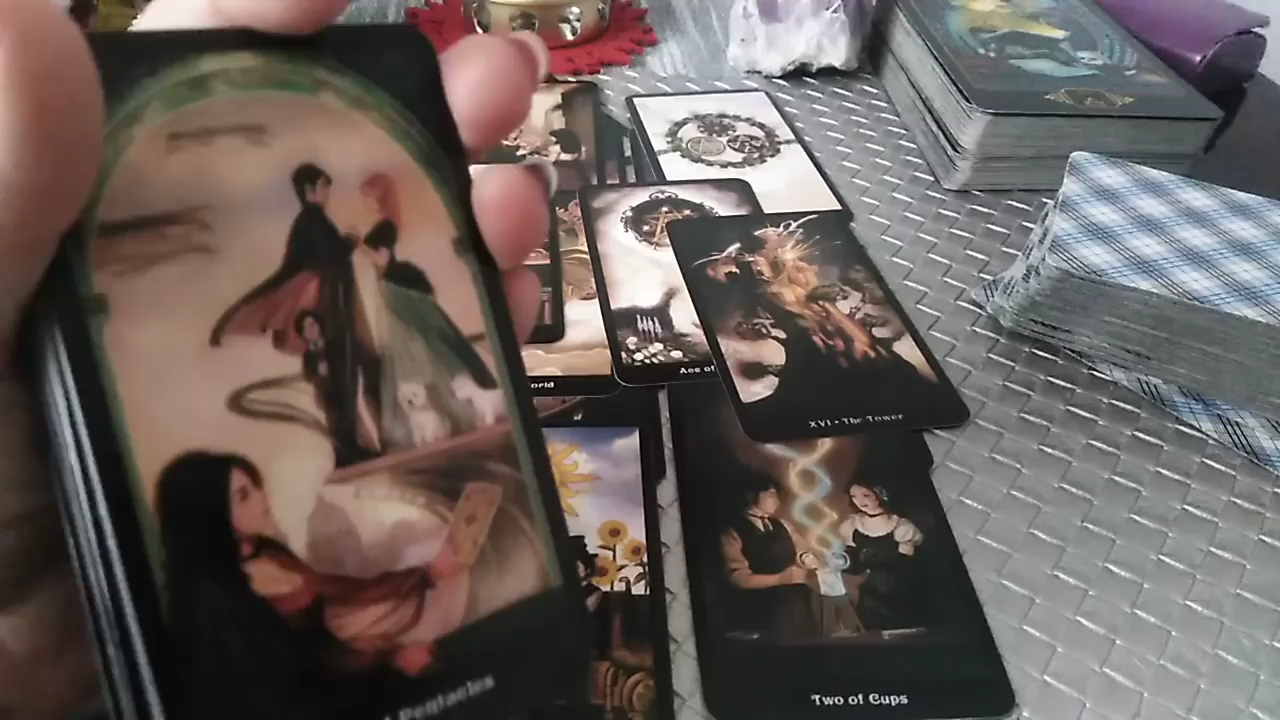 orld
Ace of
XVI • The Tower
Two of Cups
Pentacles